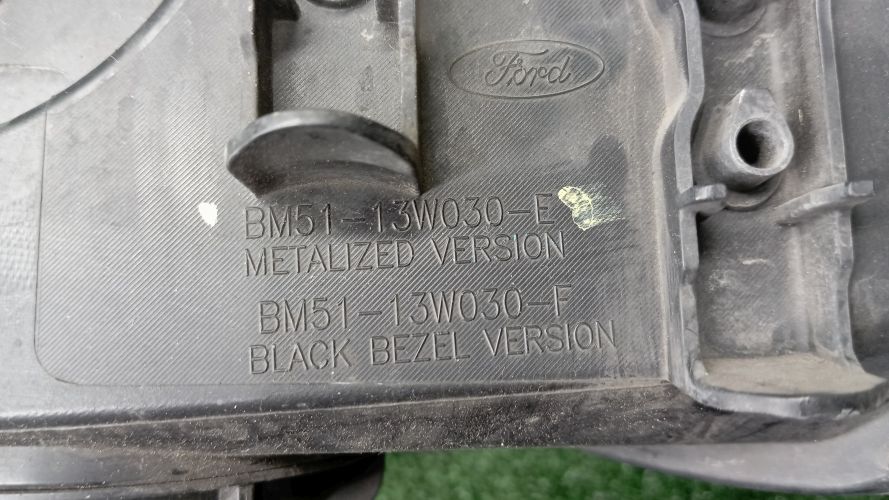 Ford
BM51-13W030-E
METALIZED VERSION
BM51-13W030-F
BLACK BEZEL VERSION